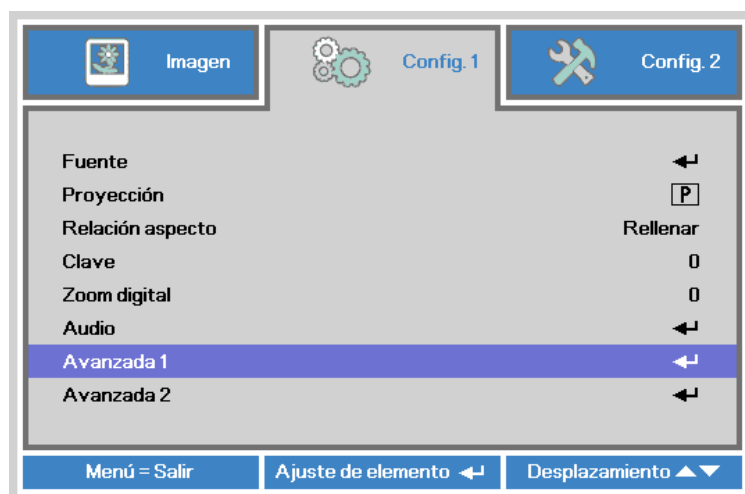 Imagen Config. 1 Config. 2
Fuente
Proyección P
Relación aspecto Rellenar
Clave 0
Zoom digital 0
Audio
Avanzada 1
Avanzada 2
Menú = Salir Ajuste de elemento Desplazamiento